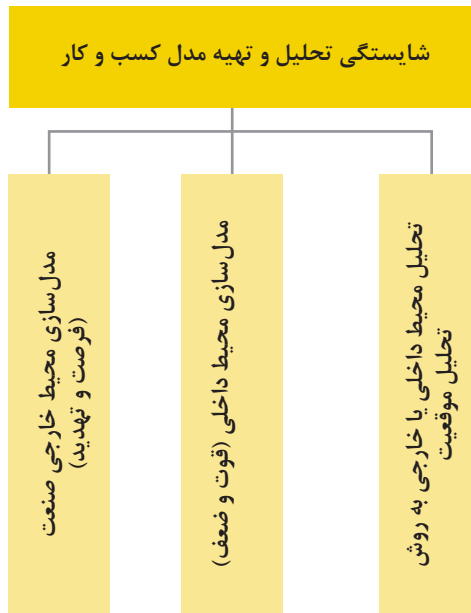 شایستگی تحلیل و تهیه مدل کسب و کار
تحلیل محیط داخلی یا خارجی به روش
تحلیل موقعیت
مدل‌سازی محیط داخلی (قوت و ضعف)
مدل‌سازی محیط خارجی صنعت
(فرصت و تهدید)